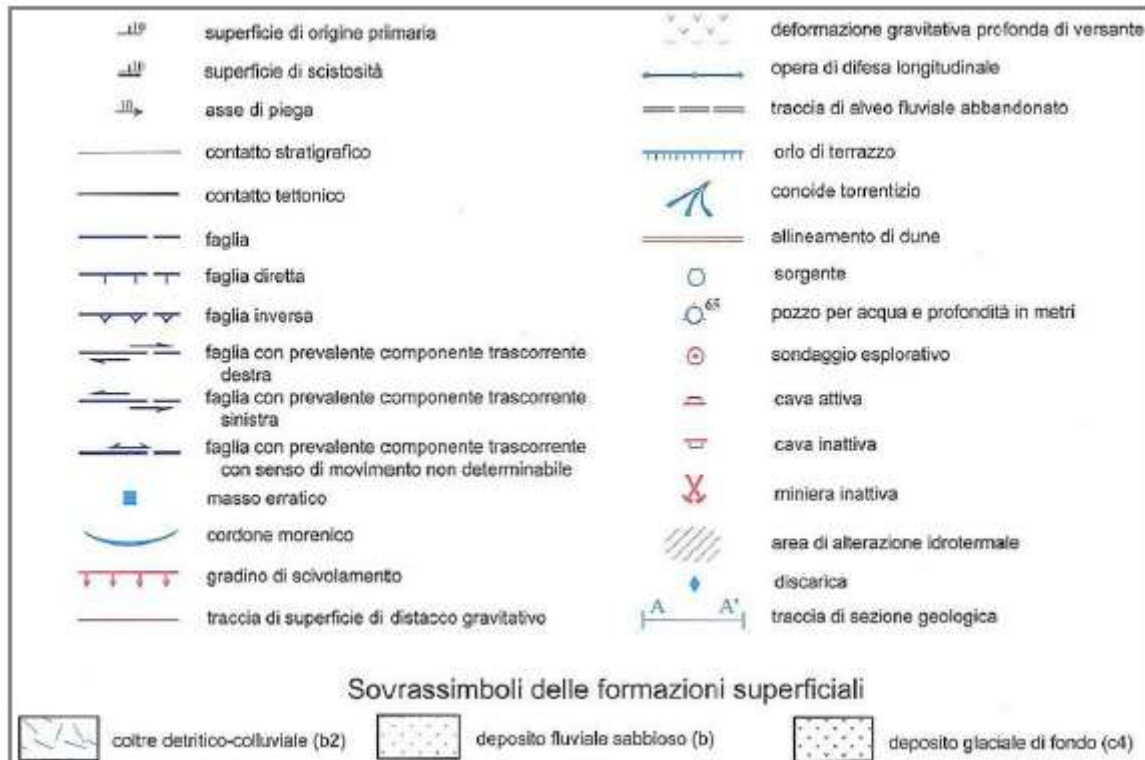 19
superficie di origine primaria
10
superficie di scistosità
10
asse di piega
contatto stratigrafico
contatto tettonico
faglia
faglia diretta
faglia inversa
faglia con prevalente componente trascorrente
destra
faglia con prevalente componente trascorrente
sinistra
faglia con prevalente componente trascorrente
con senso di movimento non determinabile
masso erratico
cordone morenico
gradino di scivolamento
traccia di superficie di distacco gravitativo
deformazione gravitativa profonda di versante
opera di difesa longitudinale
traccia di alveo fluviale abbandonato
orlo di terrazzo
conoide torrentizio
allineamento di dune
sorgente
65
pozzo per acqua e profondità in metri
sondaggio esplorativo
cava attiva
cava inattiva
miniera inattiva
area di alterazione idrotermale
discarica
A A'
traccia di sezione geologica
Sovrassimboli delle formazioni superficiali
coltre detritico-colluviale (b2)
deposito fluviale sabbioso (b)
deposito glaciale di fondo (c4)